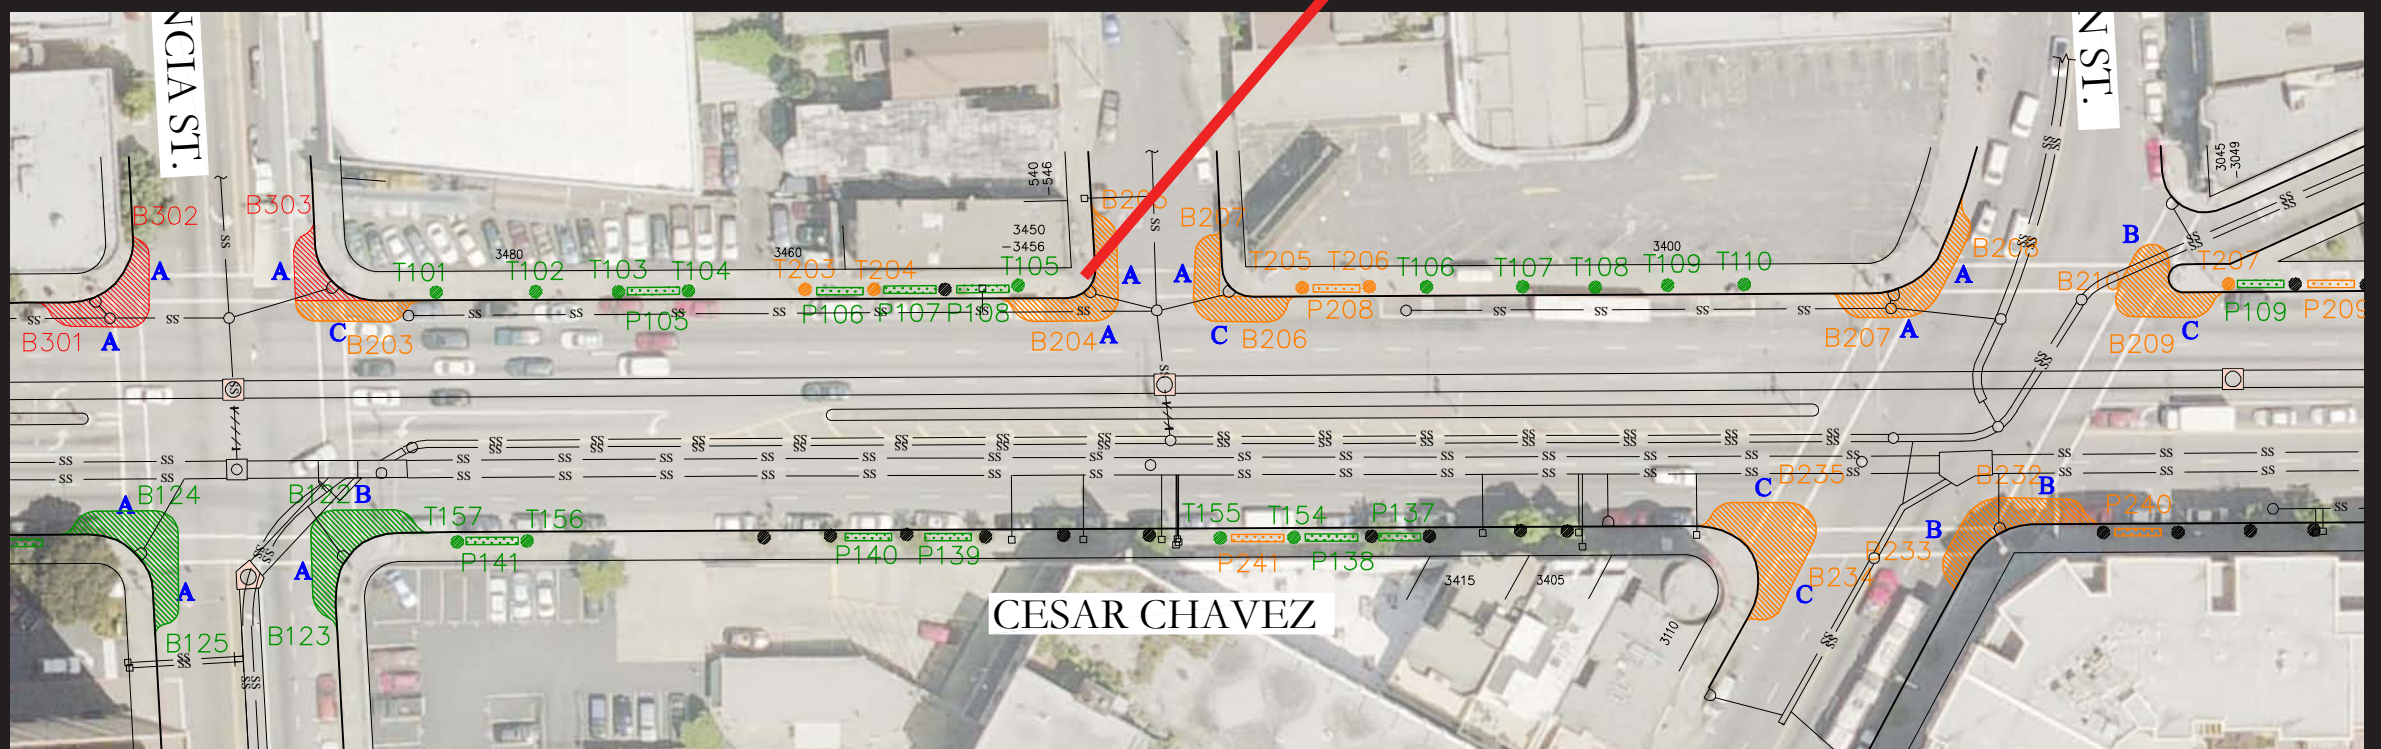 NCIA ST.
N ST.
B302
B303
A
A
B301
A
C
B203
T101
3480
T102
T103
T104
P105
3460
T203
T204
P106
P107
P108
540
-546
3450
-3456
T105
B204
A
A
A
B207
C
B206
T205
T206
P208
T106
T107
T108
3400
T109
T110
B207
A
A
B203
B
B210
B209
C
T207
P109
P209
3045
-3049
SS
B124
A
A
B125
B122
B
A
B123
T157
T156
P141
P140
P139
T155
T154
P137
P241
P138
3415
3405
3110
CESAR CHAVEZ
C
B235
B234
C
B233
B
B232
B
P240